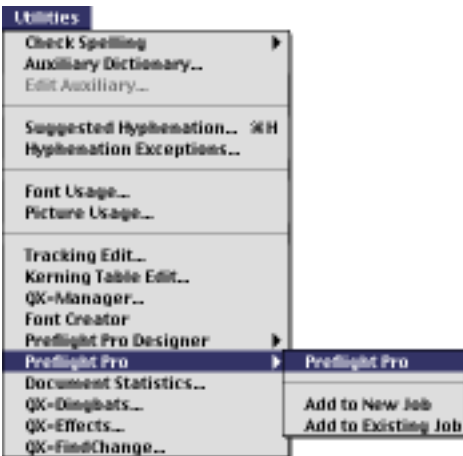 Utilities
Check Spelling
Auxiliary Dictionary...
Edit Auxiliary...
Suggested Hyphenation... ⌘H
Hyphenation Exceptions...
Font Usage...
Picture Usage...
Tracking Edit...
Kerning Table Edit...
QX-Manager...
Font Creator
Preflight Pro Designer
Preflight Pro
Preflight Pro
Document Statistics...
QX-Dingbats...
Add to New Job
QX-Effects...
Add to Existing Job
QX-FindChange...